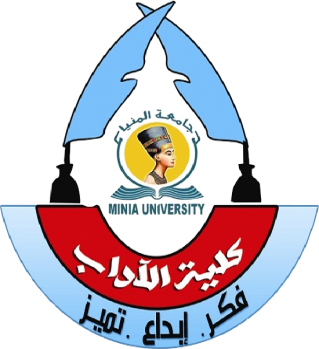 جامعة المنيا
MINIA UNIVERSITY
كلية الآداب
فكر . إبداع . تميز